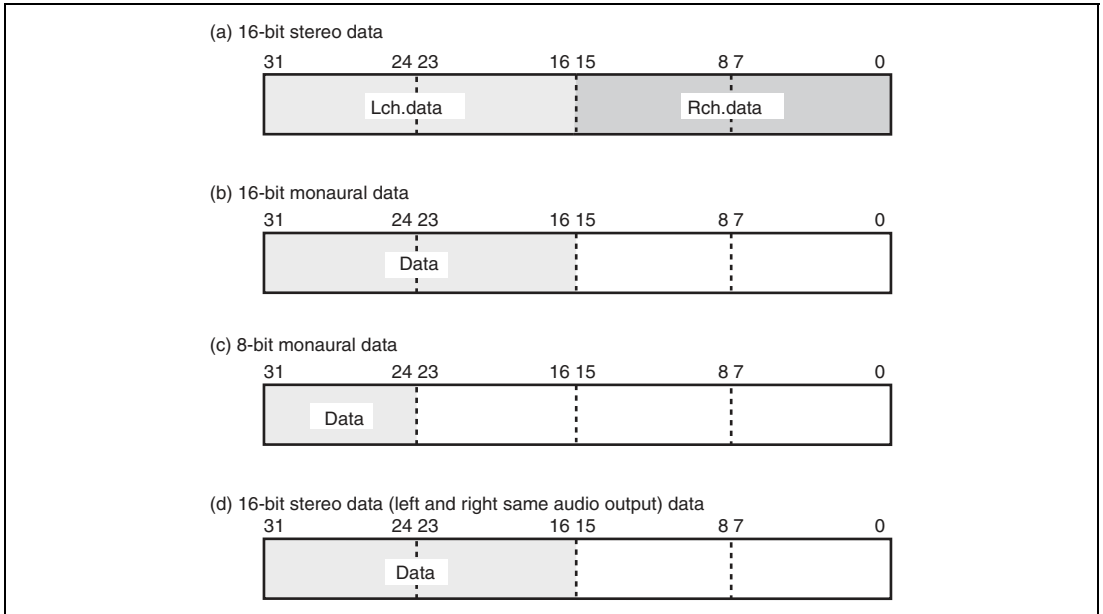 (a) 16-bit stereo data
31 24 23 16 15 8 7 0
Lch.data Rch.data
(b) 16-bit monaural data
31 24 23 16 15 8 7 0
Data
(c) 8-bit monaural data
31 24 23 16 15 8 7 0
Data
(d) 16-bit stereo data (left and right same audio output) data
31 24 23 16 15 8 7 0
Data